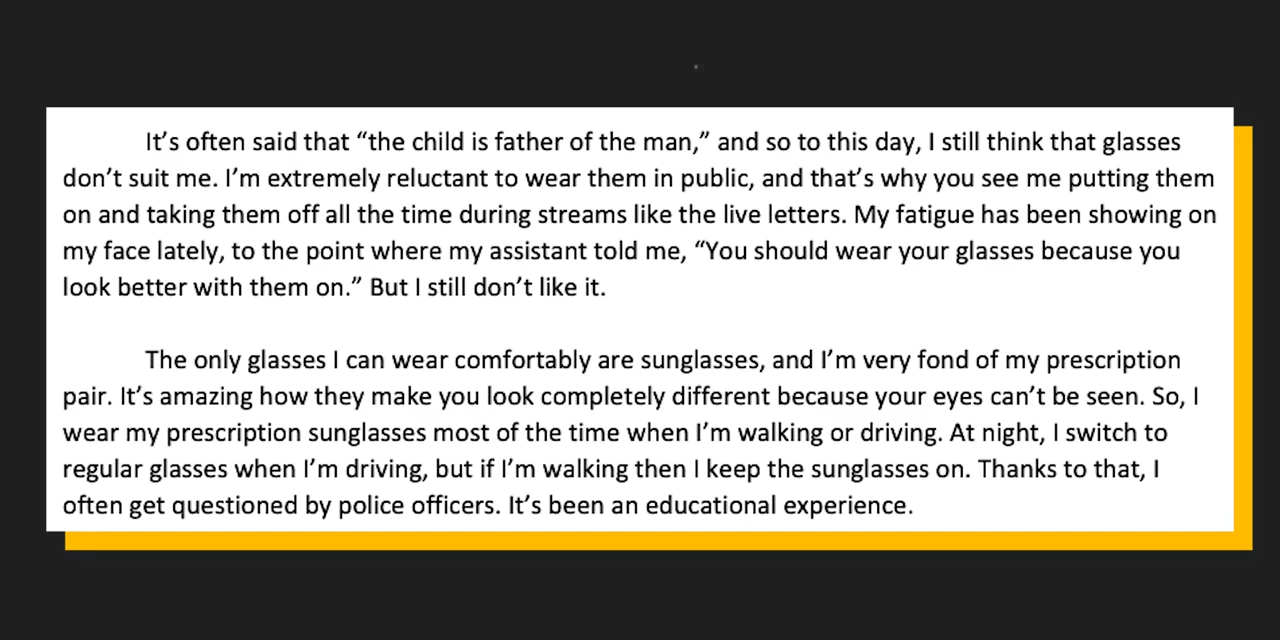 It’s often said that “the child is father of the man,” and so to this day, I still think that glasses
don’t suit me. I’m extremely reluctant to wear them in public, and that’s why you see me putting them
on and taking them off all the time during streams like the live letters. My fatigue has been showing on
my face lately, to the point where my assistant told me, “You should wear your glasses because you
look better with them on.” But I still don’t like it.
The only glasses I can wear comfortably are sunglasses, and I’m very fond of my prescription
pair. It’s amazing how they make you look completely different because your eyes can’t be seen. So, I
wear my prescription sunglasses most of the time when I’m walking or driving. At night, I switch to
regular glasses when I’m driving, but if I’m walking then I keep the sunglasses on. Thanks to that, I
often get questioned by police officers. It’s been an educational experience.